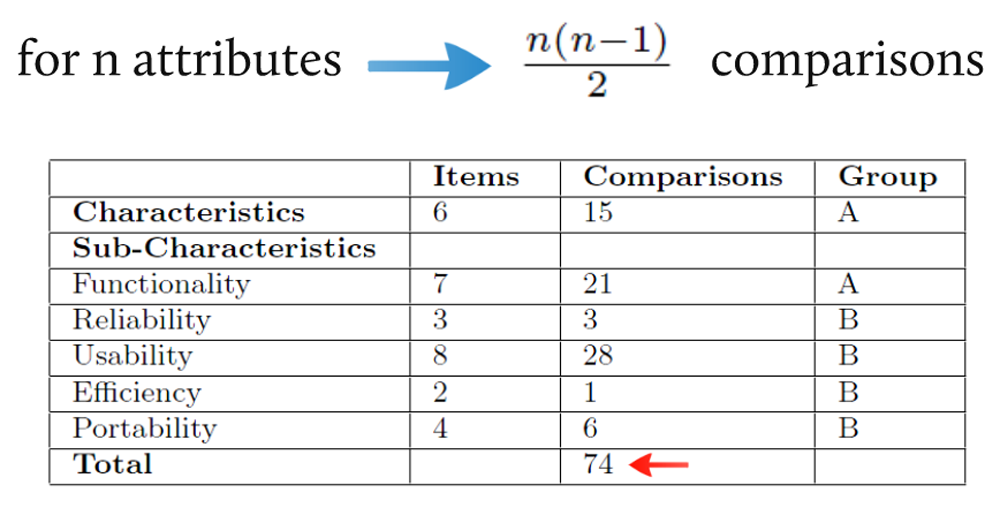 for n attributes n(n−1)/2 comparisons
Items Comparisons Group
Characteristics 6 15 A
Sub-Characteristics
Functionality 7 21 A
Reliability 3 3 B
Usability 8 28 B
Efficiency 2 1 B
Portability 4 6 B
Total 74